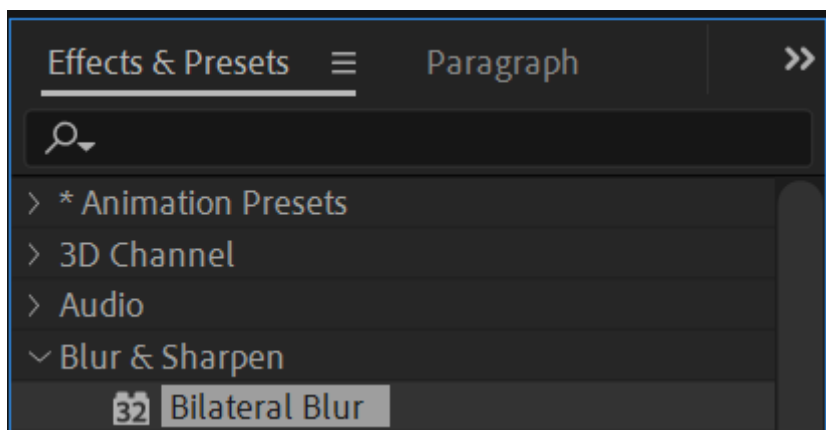 Effects & Presets Paragraph
* Animation Presets
3D Channel
Audio
Blur & Sharpen
32 Bilateral Blur